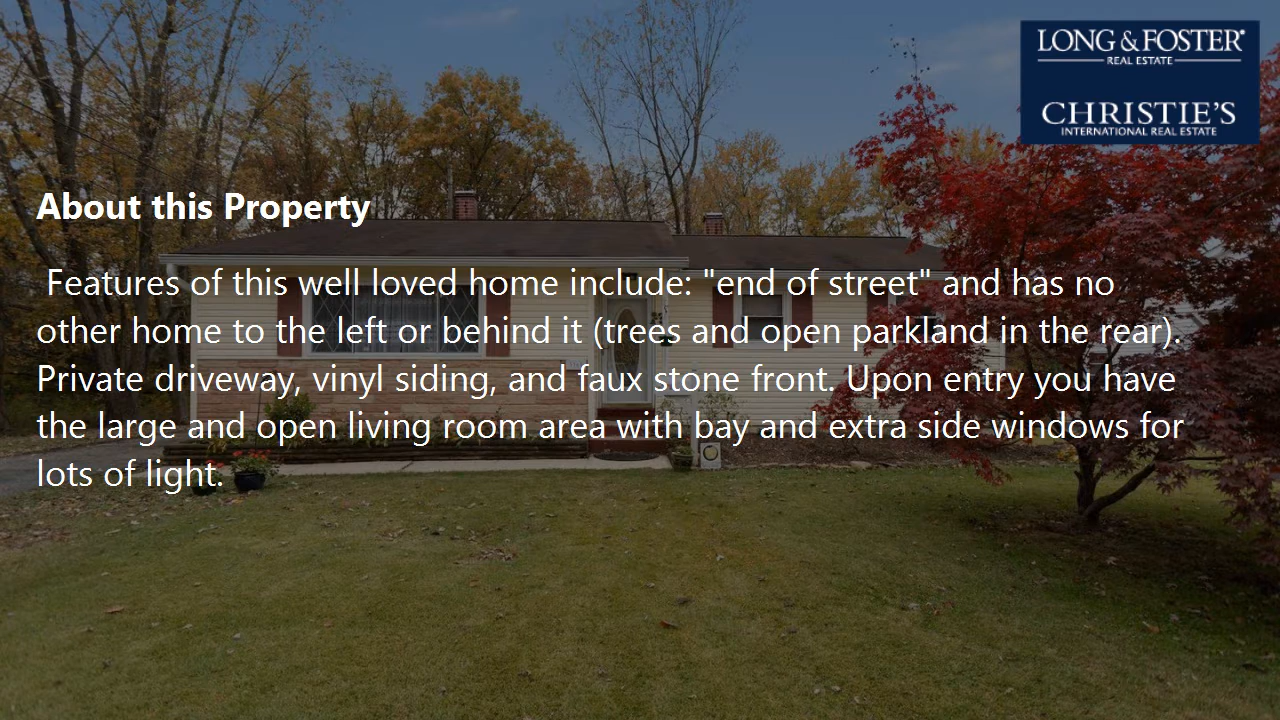 LONG & FOSTER®
REAL ESTATE
CHRISTIE'S
INTERNATIONAL REAL ESTATE
About this Property
Features of this well loved home include: "end of street" and has no
other home to the left or behind it (trees and open parkland in the rear).
Private driveway, vinyl siding, and faux stone front. Upon entry you have
the large and open living room area with bay and extra side windows for
lots of light.